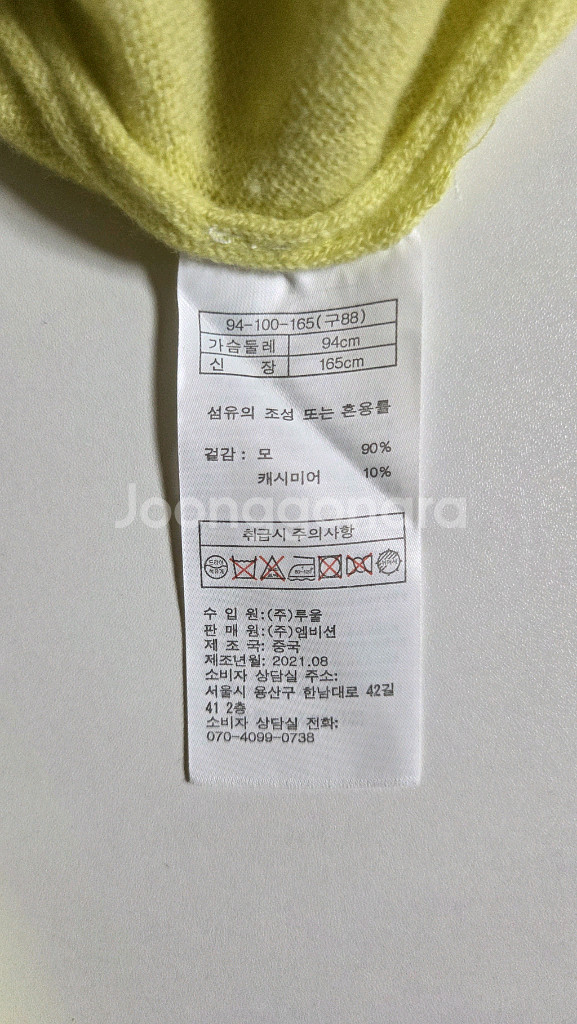 94-100-165(구88)
가슴둘레 94cm
신 장 165cm
섬유의 조성 또는 혼용률
겉감 : 모 90%
캐시미어 10%
Joonggonara
취급시 주의사항
드라이
수 입 원:(주)루울
판 매 원:(주)엠비션
제 조 국: 중국
제조년월: 2021.08
소비자 상담실 주소:
서울시 용산구 한남대로 42길
41 2층
소비자 상담실 전화:
070-4099-0738